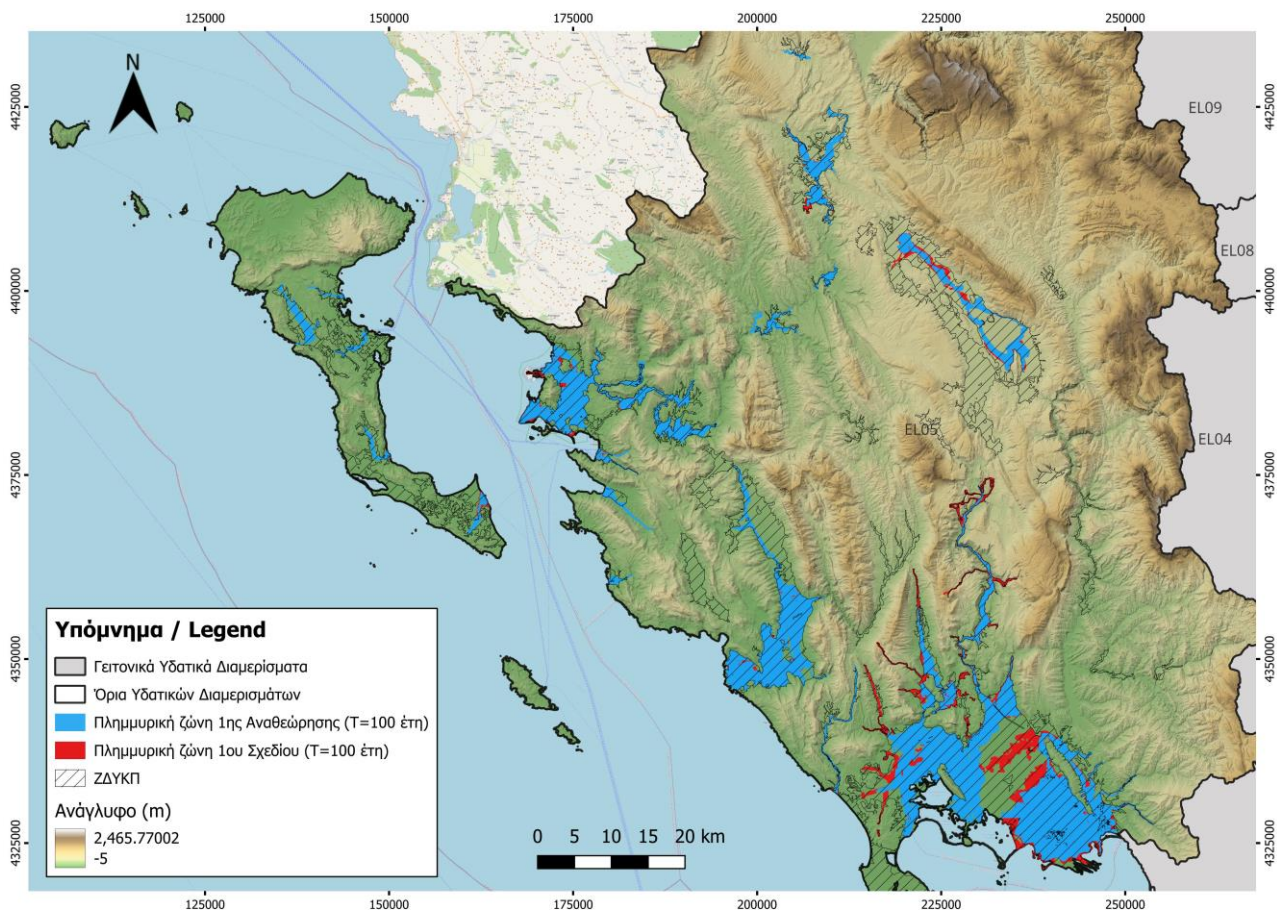 125000 150000 175000 200000 225000 250000
4425000 4425000
N
EL09
EL08
4400000 4400000
EL05
EL04
4375000 4375000
Υπόμνημα / Legend
Γειτονικά Υδατικά Διαμερίσματα
Όρια Υδατικών Διαμερισμάτων
Πλημμυρική ζώνη 1ης Αναθεώρησης (Τ=100 έτη)
Πλημμυρική ζώνη 1ου Σχεδίου (Τ=100 έτη)
ΖΔΥΚΠ
Ανάγλυφο (m)
2,465.77002
-5
4350000 4350000
0 5 10 15 20 km
4325000 4325000
125000 150000 175000 200000 225000 250000